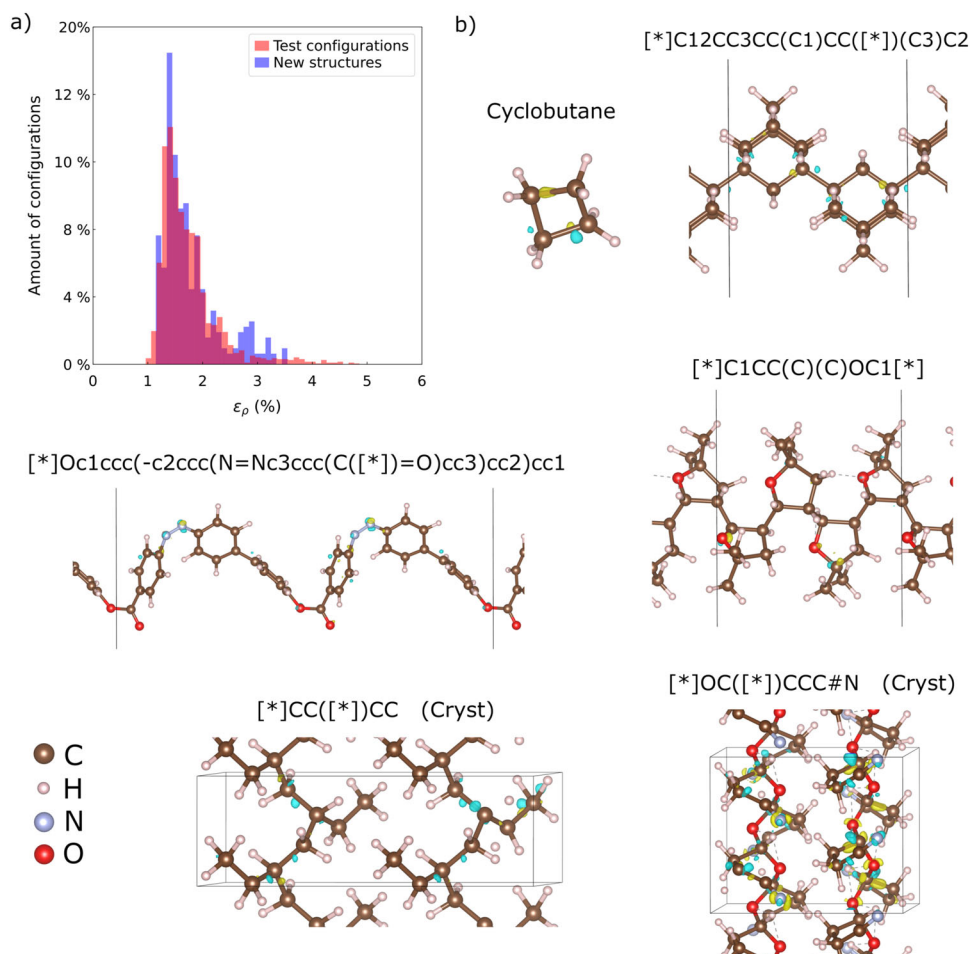 a)
20%
12 %
10 %
8 %
4 %
0 %
Amount of configurations
Test configurations
New structures
0 1 2 3 4 5 6
ερ (%)
b)
[*]C12CC3CC(C1)CC([*])(C3)C2
Cyclobutane
[*]C1CC(C)(C)OC1[*]
[*]Oc1ccc(-c2ccc(N=Nc3ccc(C([*])=O)cc3)cc2)cc1
[*]OC([*])CCC#N (Cryst)
[*]CC([*])CC (Cryst)
C
H
N
O